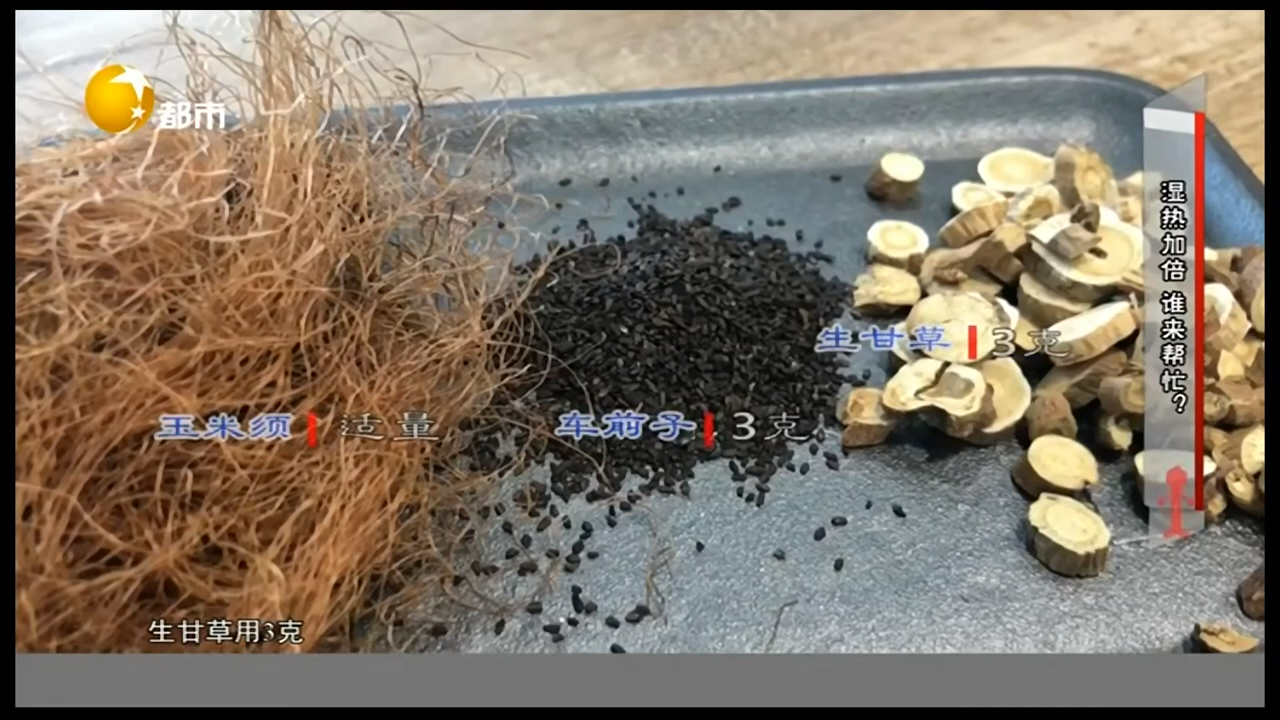 都市
湿热加倍 谁来帮忙?
生甘草 3克
玉米须 适量
车前子 3克
生甘草用3克